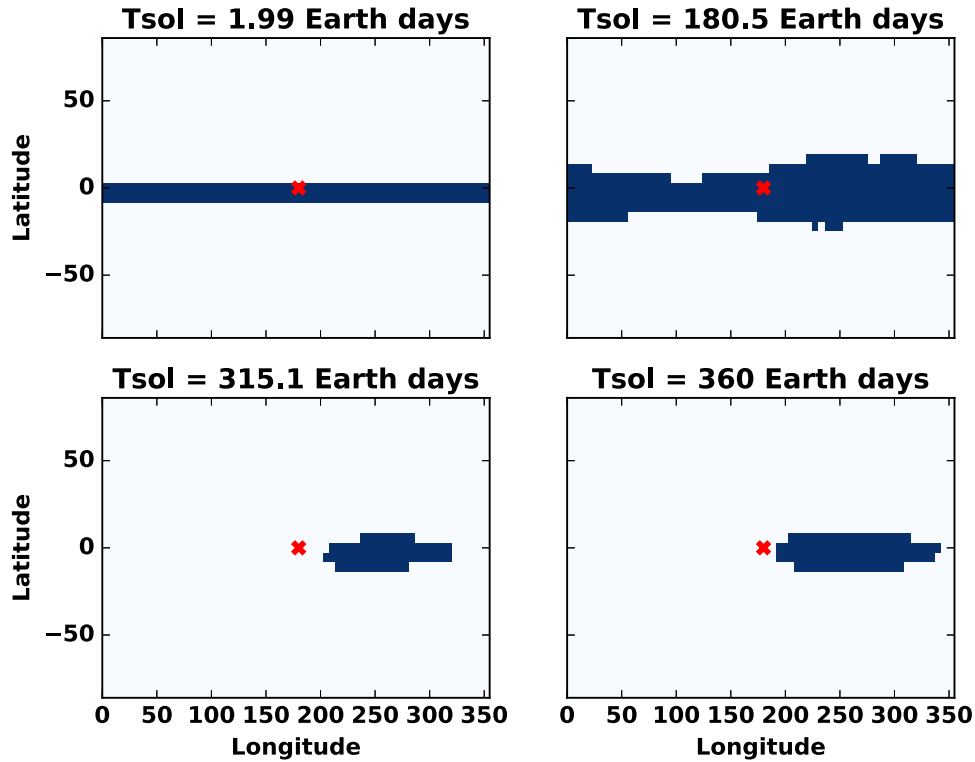 Tsol = 1.99 Earth days
Tsol = 180.5 Earth days
Latitude
50
0
−50
Tsol = 315.1 Earth days
Tsol = 360 Earth days
Latitude
50
0
−50
0 50 100 150 200 250 300 350
0 50 100 150 200 250 300 350
Longitude
Longitude